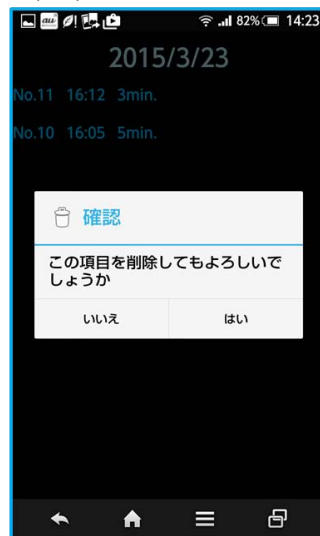 au
82% 14:23
2015/3/23
No.11 16:12 3min.
No.10 16:05 5min.
確認
この項目を削除してもよろしいで
しょうか
いいえ はい